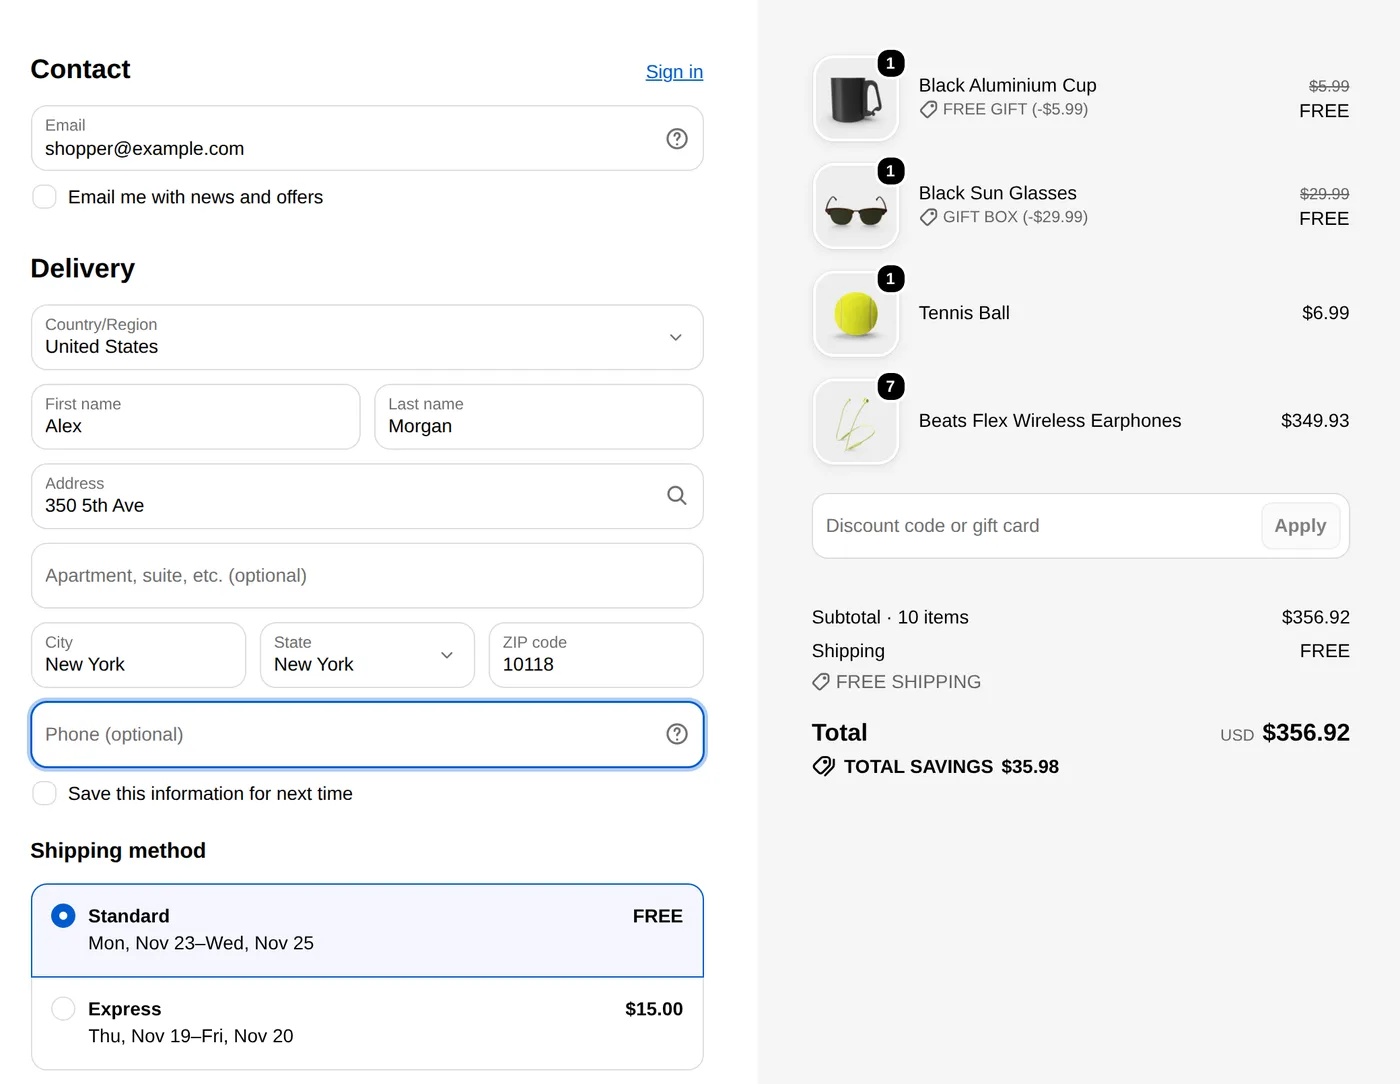 Contact
Sign in
Email
shopper@example.com
Email me with news and offers
Delivery
Country/Region
United States
First name
Alex
Last name
Morgan
Address
350 5th Ave
Apartment, suite, etc. (optional)
City
New York
State
New York
ZIP code
10118
Phone (optional)
Save this information for next time
Shipping method
Standard
FREE
Mon, Nov 23–Wed, Nov 25
Express
$15.00
Thu, Nov 19–Fri, Nov 20
1
Black Aluminium Cup
FREE GIFT (-$5.99)
$5.99
FREE
1
Black Sun Glasses
GIFT BOX (-$29.99)
$29.99
FREE
1
Tennis Ball
$6.99
7
Beats Flex Wireless Earphones
$349.93
Discount code or gift card
Apply
Subtotal · 10 items
$356.92
Shipping
FREE
FREE SHIPPING
Total
USD $356.92
TOTAL SAVINGS $35.98